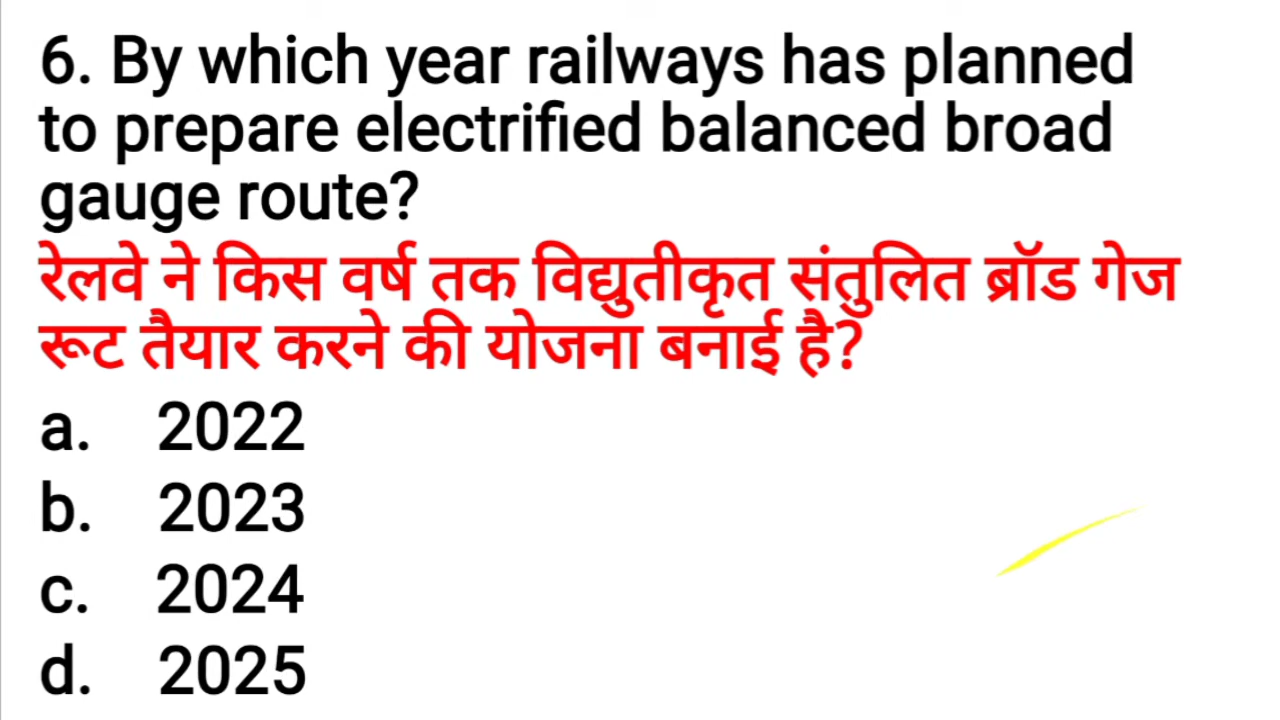 6. By which year railways has planned
to prepare electrified balanced broad
gauge route?
रेलवे ने किस वर्ष तक विद्युतीकृत संतुलित ब्रॉड गेज
रूट तैयार करने की योजना बनाई है?
a. 2022
b. 2023
c. 2024
d. 2025